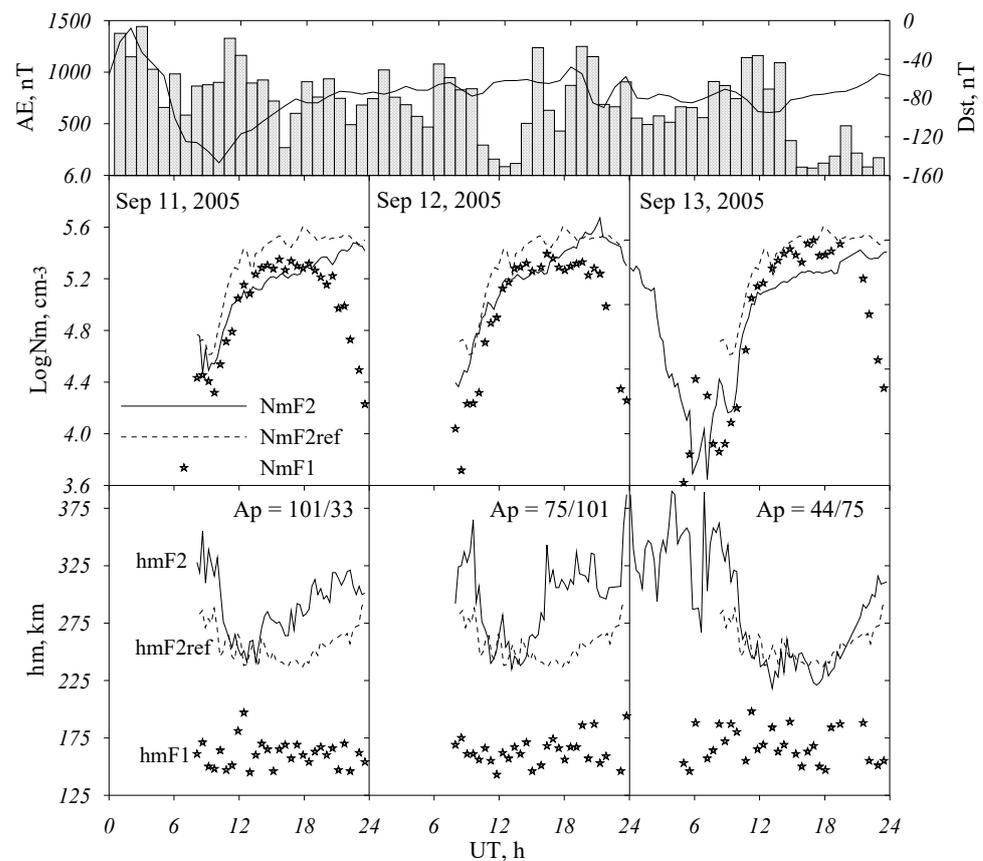 1500
1000
500
6.0
AE, nT
0
-40
-80
-120
-160
Dst, nT
Sep 11, 2005
Sep 12, 2005
Sep 13, 2005
5.6
5.2
4.8
4.4
4.0
3.6
LogNm, cm-3
NmF2
NmF2ref
NmF1
Ap = 101/33
Ap = 75/101
Ap = 44/75
375
325
275
225
175
125
hm, km
hmF2
hmF2ref
hmF1
0 6 12 18 24 6 12 18 24 6 12 18 24
UT, h